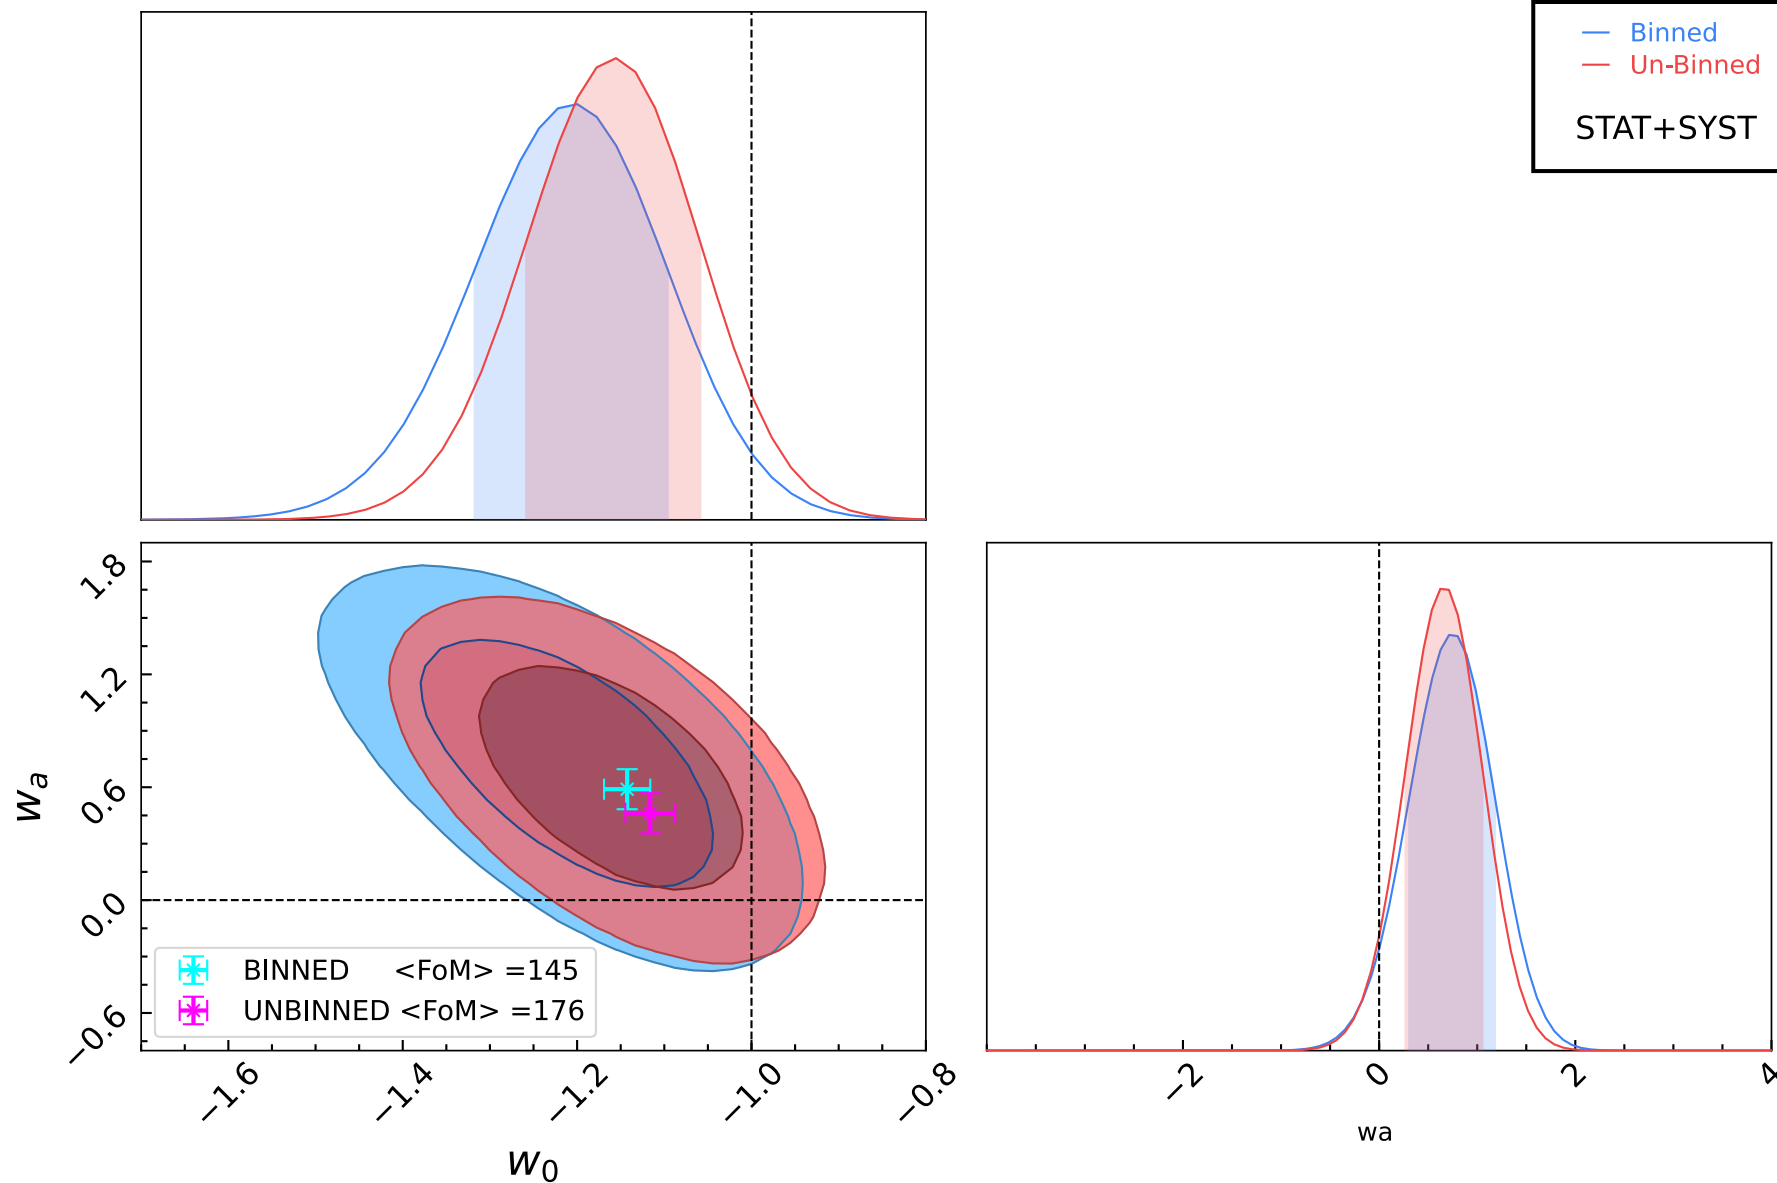 Binned
Un-Binned
STAT+SYST
1.8
1.2
0.6
0.0
−0.6
w_a
BINNED <FoM> =145
UNBINNED <FoM> =176
−1.6 −1.4 −1.2 −1.0 −0.8
w_0
−2 0 2 4
wa